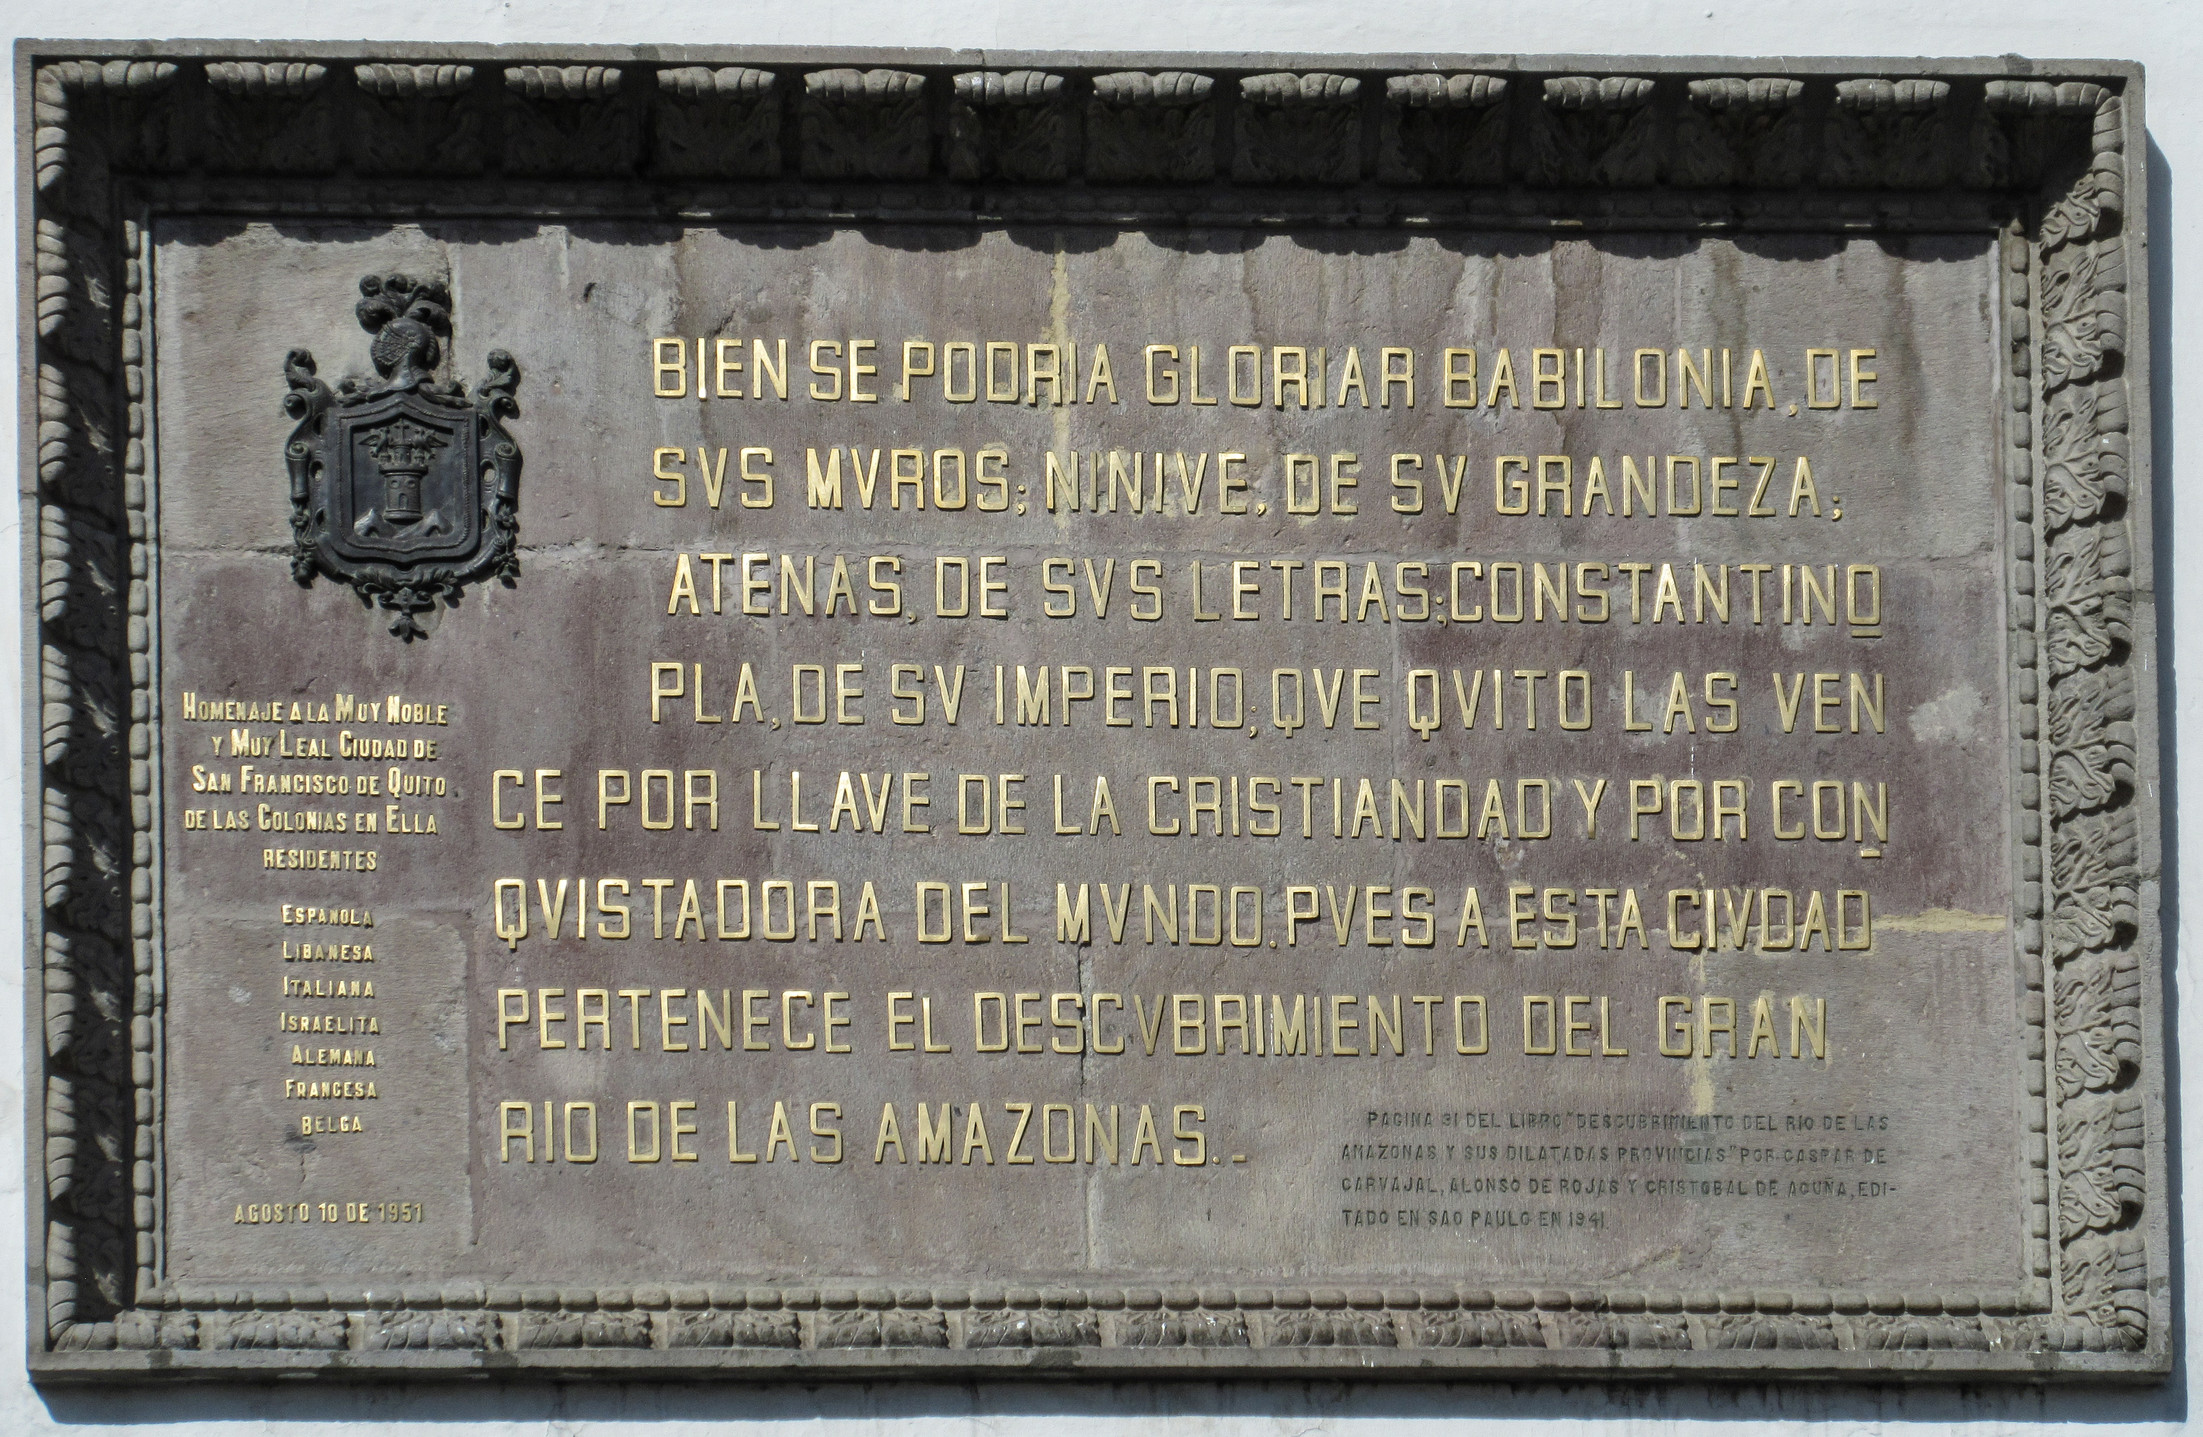 BIEN SE PODRIA GLORIAR BABILONIA, DE
SVS MVROS; NINIVE, DE SV GRANDEZA;
ATENAS, DE SVS LETRAS; CONSTANTINO
PLA, DE SV IMPERIO; QVE QVITO LAS VEN
CE POR LLAVE DE LA CRISTIANDAD Y POR CON
QVISTADORA DEL MVNDO. PVES A ESTA CIVDAD
PERTENECE EL DESCVBRIMIENTO DEL GRAN
RIO DE LAS AMAZONAS._
HOMENAJE A LA MUY NOBLE
Y MUY LEAL CIUDAD DE
SAN FRANCISCO DE QUITO
DE LAS COLONIAS EN ELLA
RESIDENTES
ESPANOLA
LIBANESA
ITALIANA
ISRAELITA
ALEMANA
FRANCESA
BELGA
AGOSTO 10 DE 1951
PAGINA 91 DEL LIBRO "DESCUBRIMIENTO DEL RIO DE LAS
AMAZONAS Y SUS DILATADAS PROVINCIAS" POR GASPAR DE
CARVAJAL, ALONSO DE ROJAS Y CRISTOBAL DE ACUÑA, EDI-
TADO EN SAO PAULO EN 1941.